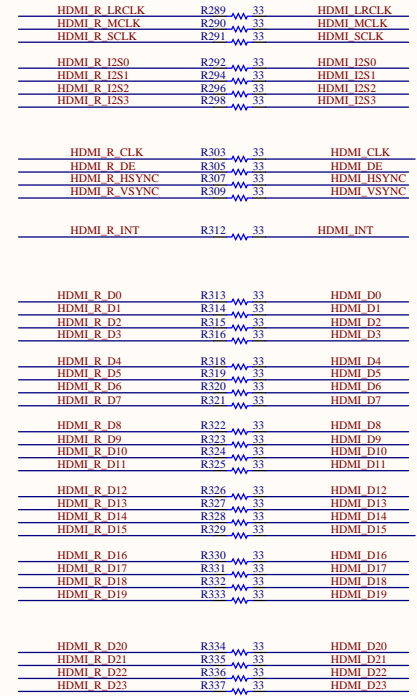 HDMI_R_LRCLK R289 33 HDMI_LRCLK
HDMI_R_MCLK R290 33 HDMI_MCLK
HDMI_R_SCLK R291 33 HDMI_SCLK
HDMI_R_I2S0 R292 33 HDMI_I2S0
HDMI_R_I2S1 R294 33 HDMI_I2S1
HDMI_R_I2S2 R296 33 HDMI_I2S2
HDMI_R_I2S3 R298 33 HDMI_I2S3
HDMI_R_CLK R303 33 HDMI_CLK
HDMI_R_DE R305 33 HDMI_DE
HDMI_R_HSYNC R307 33 HDMI_HSYNC
HDMI_R_VSYNC R309 33 HDMI_VSYNC
HDMI_R_INT R312 33 HDMI_INT
HDMI_R_D0 R313 33 HDMI_D0
HDMI_R_D1 R314 33 HDMI_D1
HDMI_R_D2 R315 33 HDMI_D2
HDMI_R_D3 R316 33 HDMI_D3
HDMI_R_D4 R318 33 HDMI_D4
HDMI_R_D5 R319 33 HDMI_D5
HDMI_R_D6 R320 33 HDMI_D6
HDMI_R_D7 R321 33 HDMI_D7
HDMI_R_D8 R322 33 HDMI_D8
HDMI_R_D9 R323 33 HDMI_D9
HDMI_R_D10 R324 33 HDMI_D10
HDMI_R_D11 R325 33 HDMI_D11
HDMI_R_D12 R326 33 HDMI_D12
HDMI_R_D13 R327 33 HDMI_D13
HDMI_R_D14 R328 33 HDMI_D14
HDMI_R_D15 R329 33 HDMI_D15
HDMI_R_D16 R330 33 HDMI_D16
HDMI_R_D17 R331 33 HDMI_D17
HDMI_R_D18 R332 33 HDMI_D18
HDMI_R_D19 R333 33 HDMI_D19
HDMI_R_D20 R334 33 HDMI_D20
HDMI_R_D21 R335 33 HDMI_D21
HDMI_R_D22 R336 33 HDMI_D22
HDMI_R_D23 R337 33 HDMI_D23